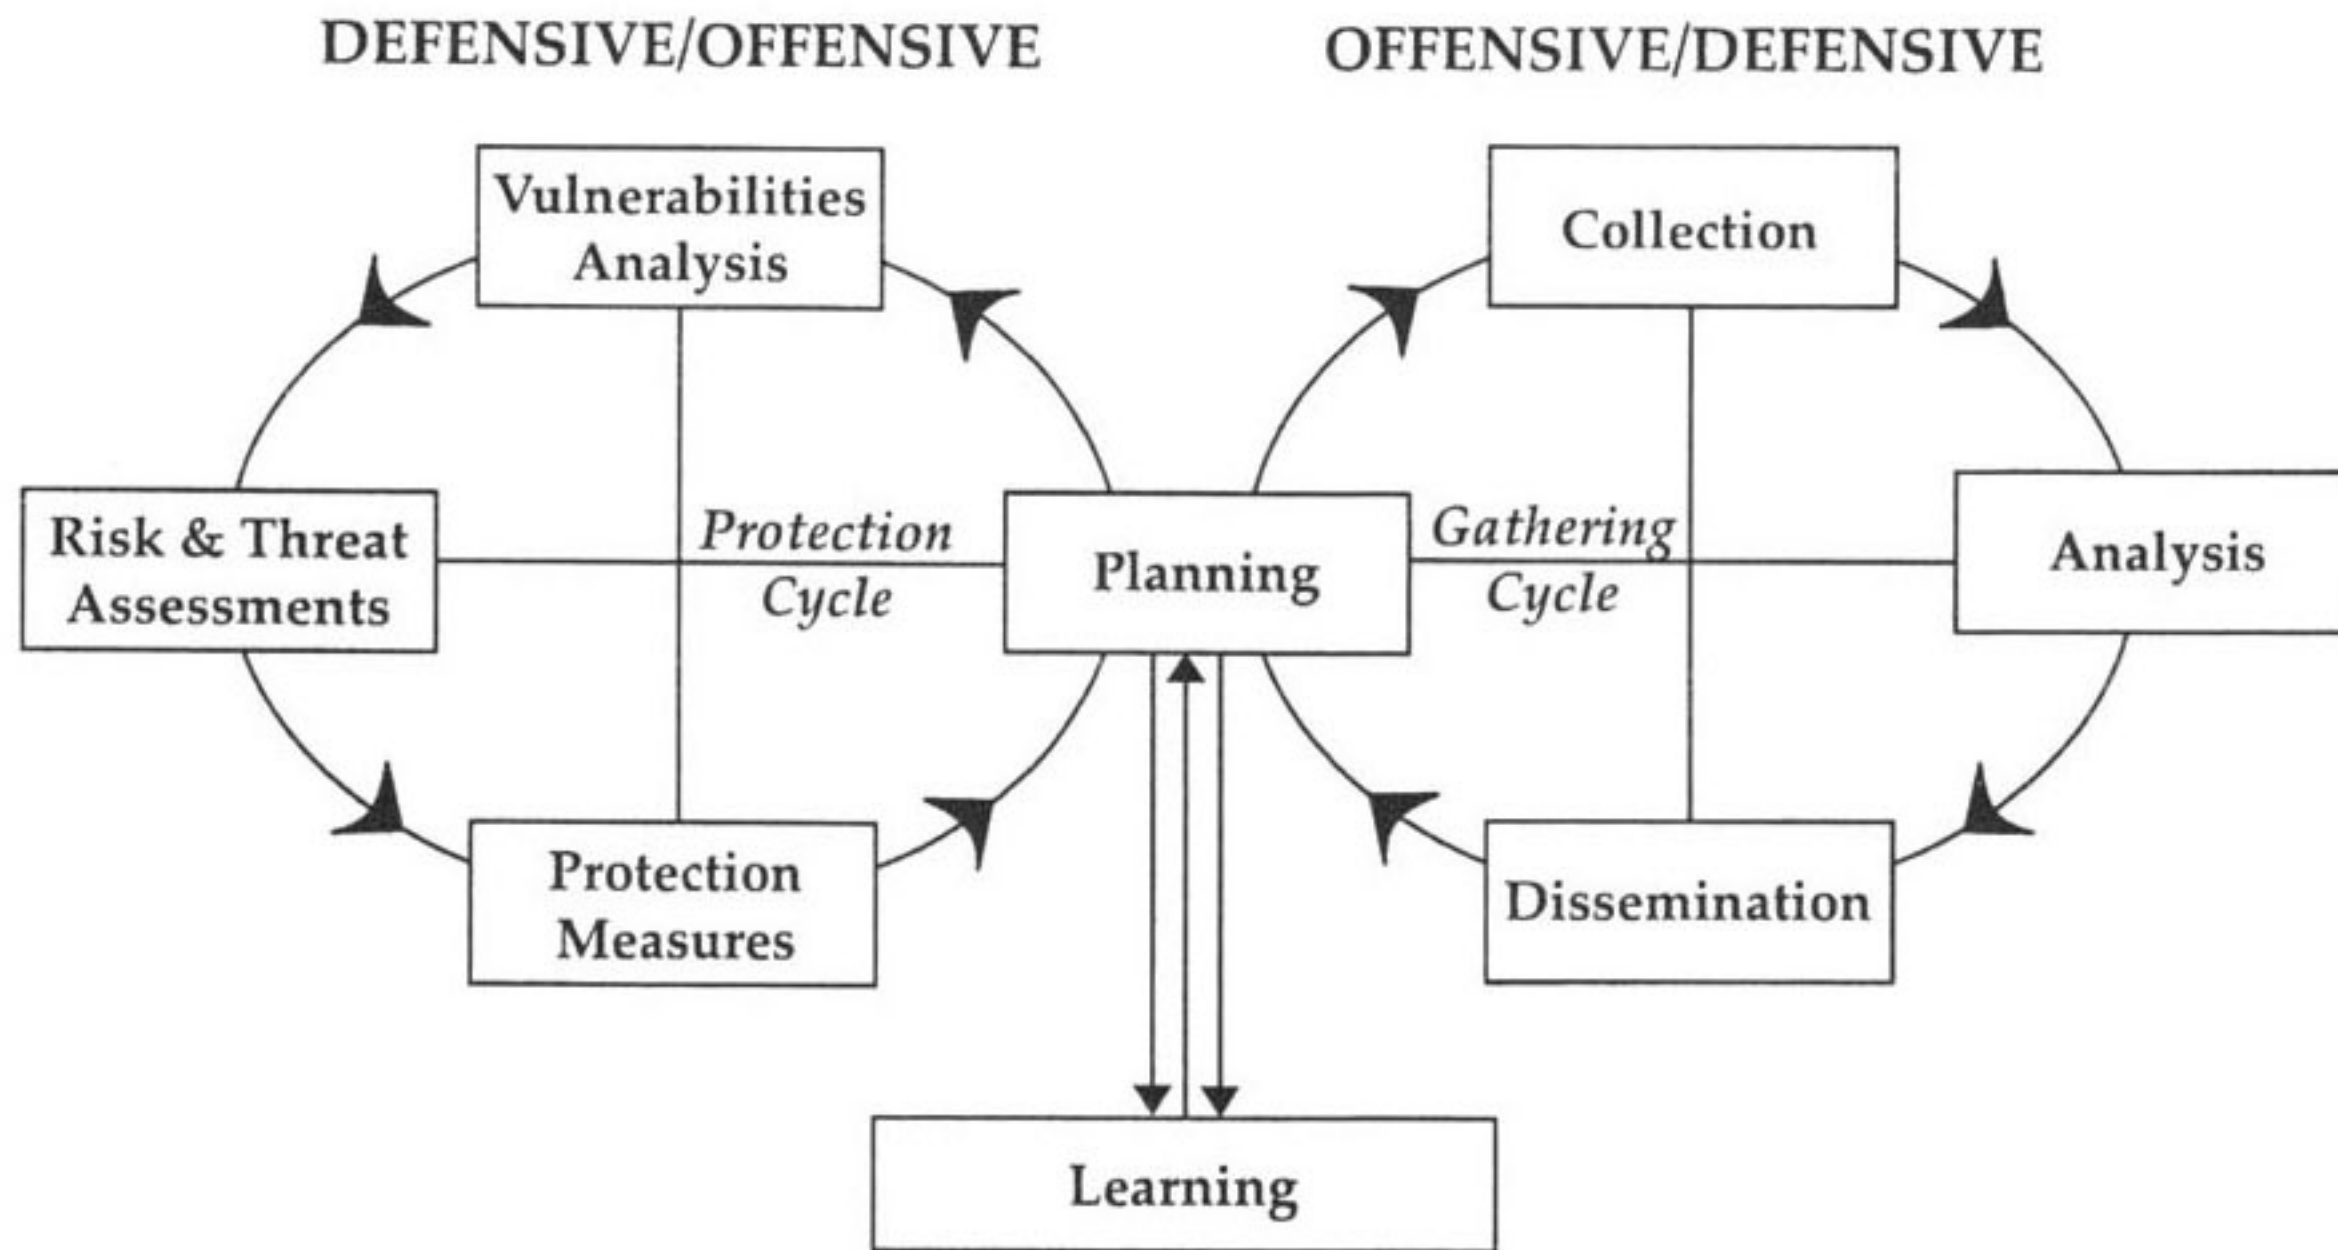 DEFENSIVE/OFFENSIVE
OFFENSIVE/DEFENSIVE
Vulnerabilities
Analysis
Collection
Risk & Threat
Assessments
Protection
Cycle
Planning
Gathering
Cycle
Analysis
Protection
Measures
Dissemination
Learning